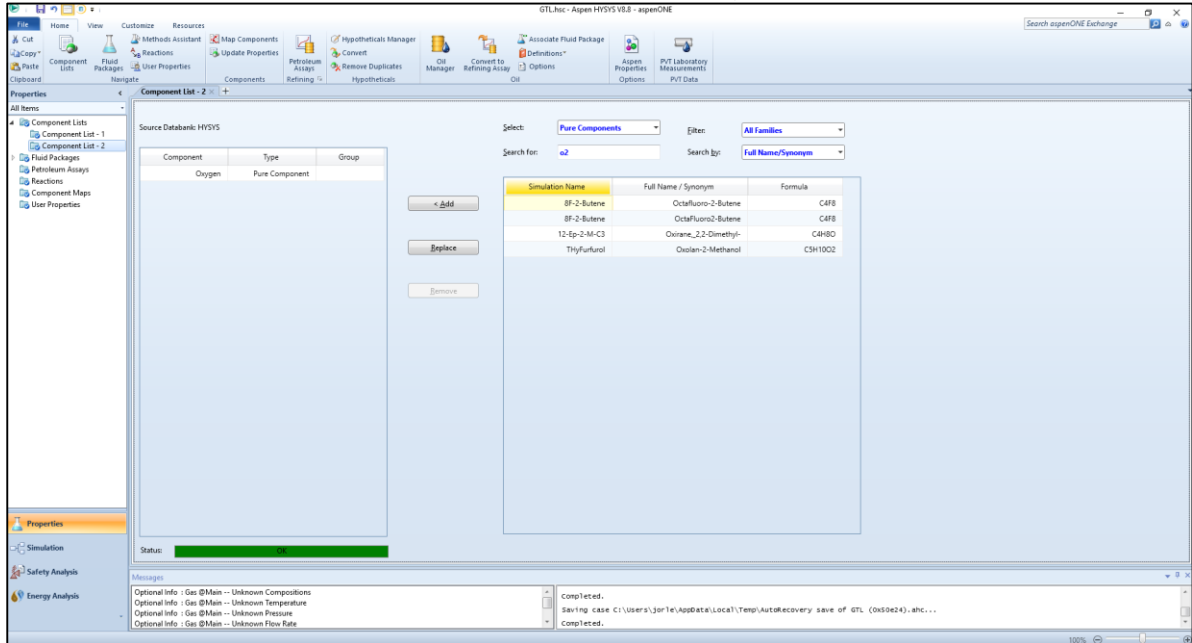 GTL.hsc - Aspen HYSYS V8.8 - aspenONE
File Home View Customize Resources
Search aspenONE Exchange
Cut
Copy
Paste
Clipboard
Component Lists
Fluid Packages
Navigate
Methods Assistant
Reactions
User Properties
Map Components
Update Properties
Components
Petroleum Assays
Refining
Hypotheticals Manager
Convert
Remove Duplicates
Hypotheticals
Oil Manager
Convert to Refining Assay
Associate Fluid Package
Definitions
Options
Oil
Aspen Properties
Options
PVT Laboratory Measurements
PVT Data
Properties
All Items
Component Lists
Component List - 1
Component List - 2
Fluid Packages
Petroleum Assays
Reactions
Component Maps
User Properties
Properties
Simulation
Safety Analysis
Energy Analysis
Component List - 2
Source Databank: HYSYS
Component Type Group
Oxygen Pure Component
< Add
Replace
Remove
Select: Pure Components Filter: All Families
Search for: o2 Search by: Full Name/Synonym
Simulation Name Full Name / Synonym Formula
8F-2-Butene Octafluoro-2-Butene C4F8
8F-2-Butene OctaFluoro2-Butene C4F8
12-Ep-2-M-C3 Oxirane_2,2-Dimethyl- C4H8O
THyFurfurol Oxolan-2-Methanol C5H10O2
Status: OK
Messages
Optional Info : Gas @Main -- Unknown Compositions
Optional Info : Gas @Main -- Unknown Temperature
Optional Info : Gas @Main -- Unknown Pressure
Optional Info : Gas @Main -- Unknown Flow Rate
Completed.
Saving case C:\Users\jorle\AppData\Local\Temp\AutoRecovery save of GTL (0x50e24).ahc...
Completed.
100%